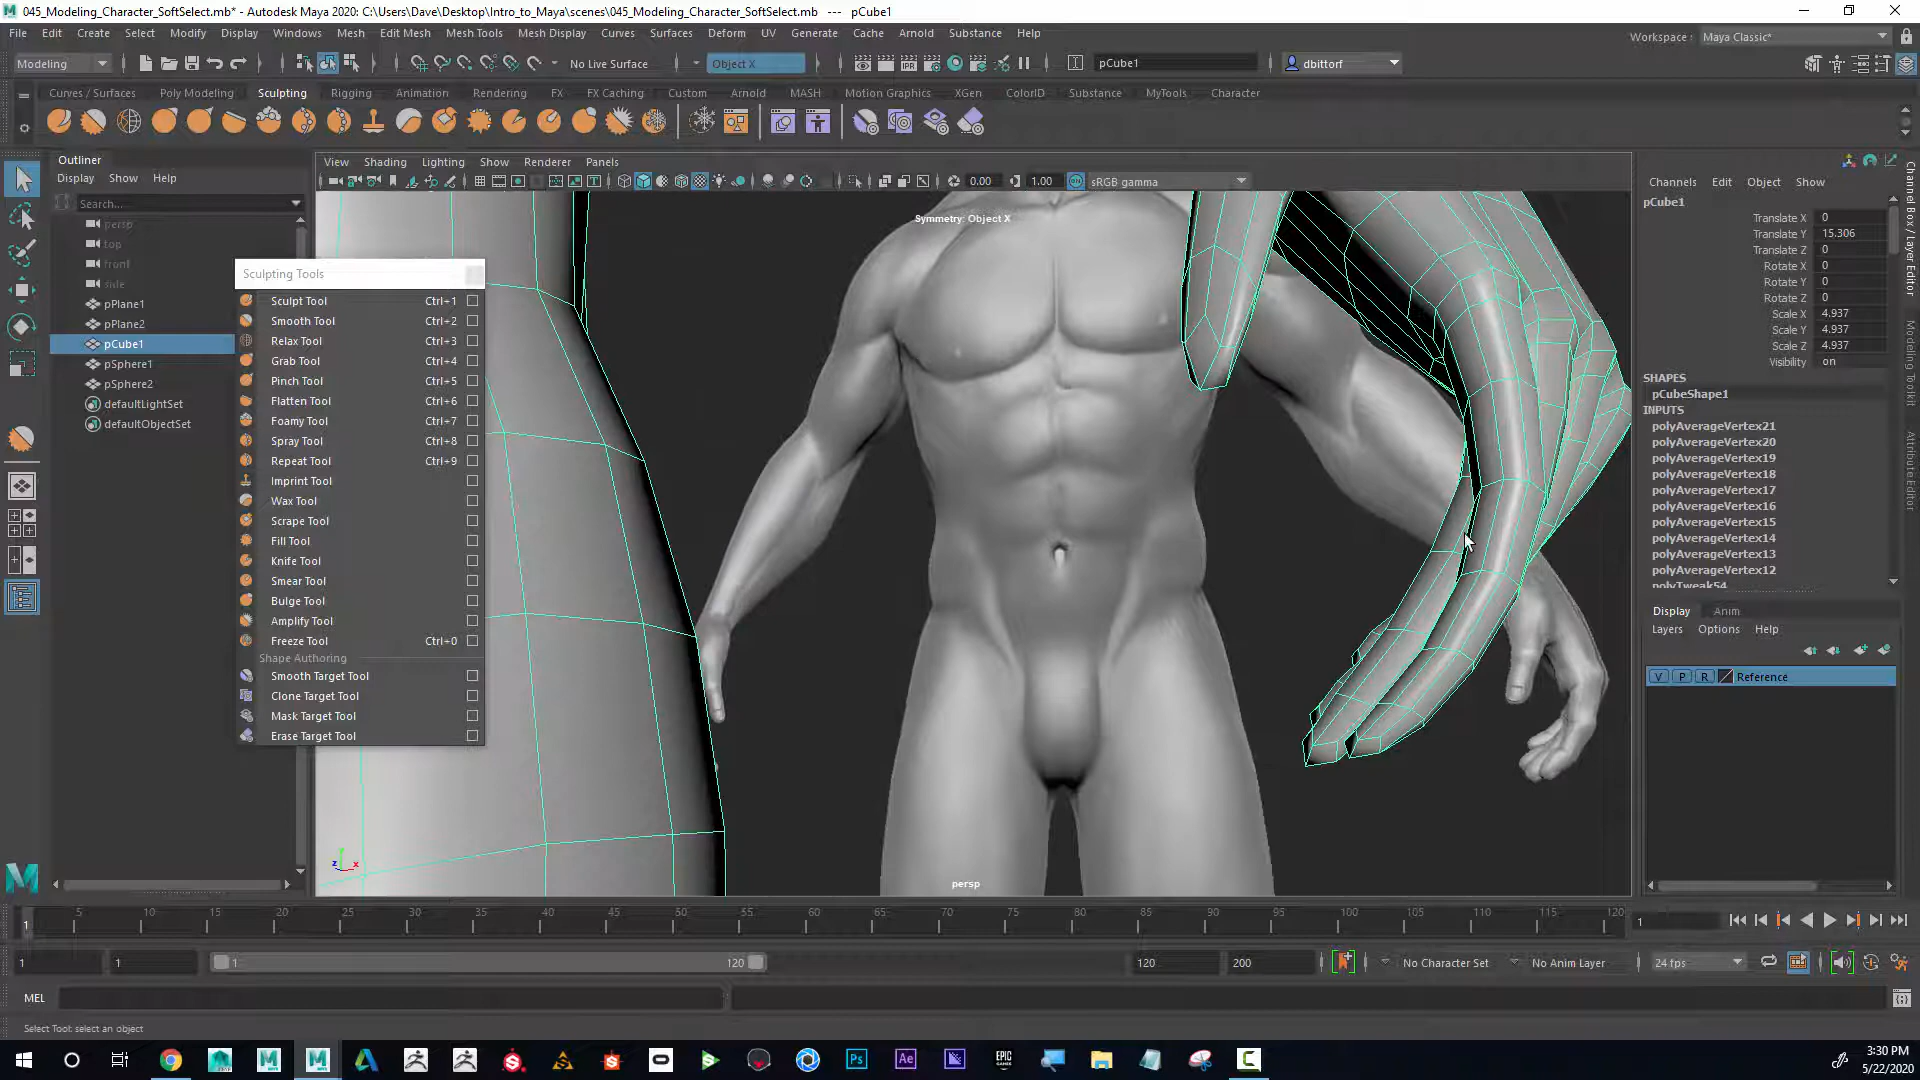 045_Modeling_Character_SoftSelect.mb* - Autodesk Maya 2020: C:\Users\Dave\Desktop\Intro_to_Maya\scenes\045_Modeling_Character_SoftSelect.mb --- pCube1
File Edit Create Select Modify Display Windows Mesh Edit Mesh Mesh Tools Mesh Display Curves Surfaces Deform UV Generate Cache Arnold Substance Help
Workspace : Maya Classic*
Modeling No Live Surface Object X pCube1 dbittorf
Curves / Surfaces Poly Modeling Sculpting Rigging Animation Rendering FX FX Caching Custom Arnold MASH Motion Graphics XGen ColorID Substance MyTools Character
Outliner
Display Show Help
Search...
persp
top
front
side
pPlane1
pPlane2
pCube1
pSphere1
pSphere2
defaultLightSet
defaultObjectSet
Sculpting Tools
Sculpt Tool Ctrl+1
Smooth Tool Ctrl+2
Relax Tool Ctrl+3
Grab Tool Ctrl+4
Pinch Tool Ctrl+5
Flatten Tool Ctrl+6
Foamy Tool Ctrl+7
Spray Tool Ctrl+8
Repeat Tool Ctrl+9
Imprint Tool
Wax Tool
Scrape Tool
Fill Tool
Knife Tool
Smear Tool
Bulge Tool
Amplify Tool
Freeze Tool Ctrl+0
Shape Authoring
Smooth Target Tool
Clone Target Tool
Mask Target Tool
Erase Target Tool
View Shading Lighting Show Renderer Panels
0.00 1.00 sRGB gamma
Symmetry: Object X
persp
z y x
Channels Edit Object Show
pCube1
Translate X 0
Translate Y 15.306
Translate Z 0
Rotate X 0
Rotate Y 0
Rotate Z 0
Scale X 4.937
Scale Y 4.937
Scale Z 4.937
Visibility on
SHAPES
pCubeShape1
INPUTS
polyAverageVertex21
polyAverageVertex20
polyAverageVertex19
polyAverageVertex18
polyAverageVertex17
polyAverageVertex16
polyAverageVertex15
polyAverageVertex14
polyAverageVertex13
polyAverageVertex12
polyTweak54
Display Anim
Layers Options Help
V P R Reference
Channel Box / Layer Editor
Modeling Toolkit
Attribute Editor
1 5 10 15 20 25 30 35 40 45 50 55 60 65 70 75 80 85 90 95 100 105 110 115 120
1
1 1 1 120 120 200 No Character Set No Anim Layer 24 fps
MEL
Select Tool: select an object
Ps Ae EPIC GAMES C
3:30 PM
5/22/2020